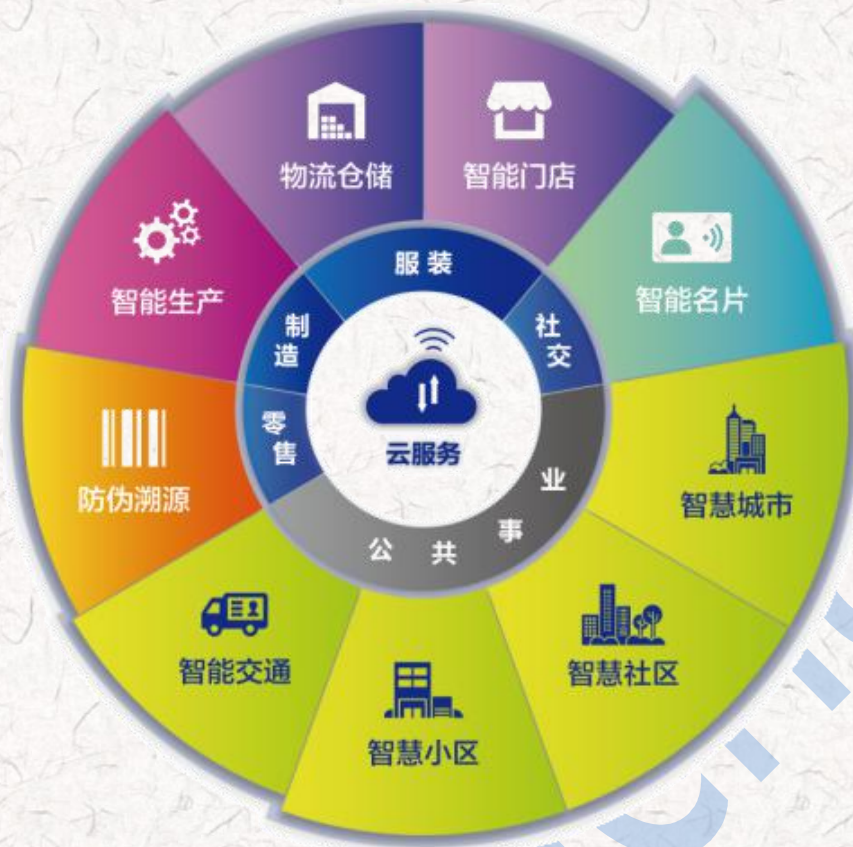 物流仓储
智能门店
智能生产
智能名片
服装
制造
社交
零售
云服务
防伪溯源
智慧城市
公共事业
智能交通
智慧社区
智慧小区